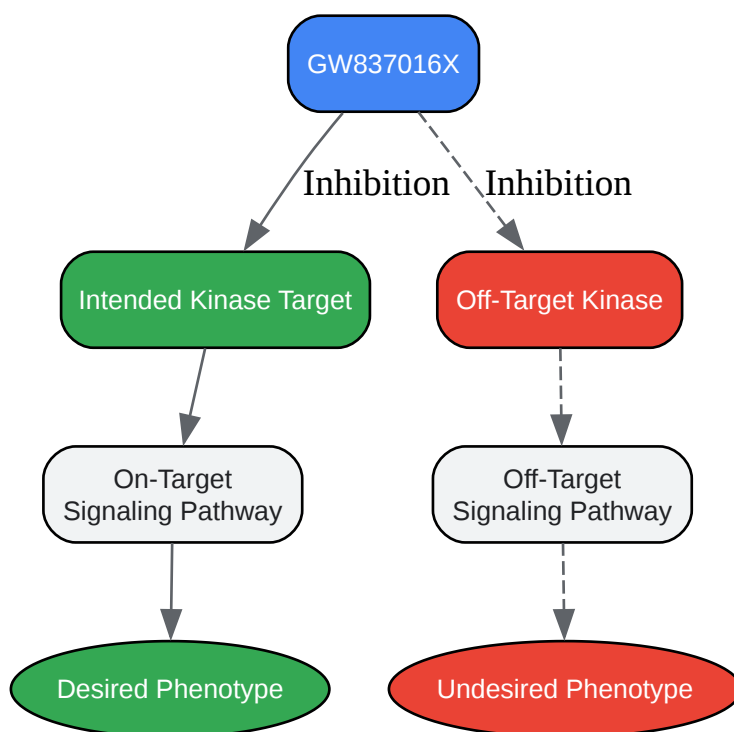 GW837016X
Inhibition
Inhibition
Intended Kinase Target
Off-Target Kinase
On-Target
Signaling Pathway
Off-Target
Signaling Pathway
Desired Phenotype
Undesired Phenotype